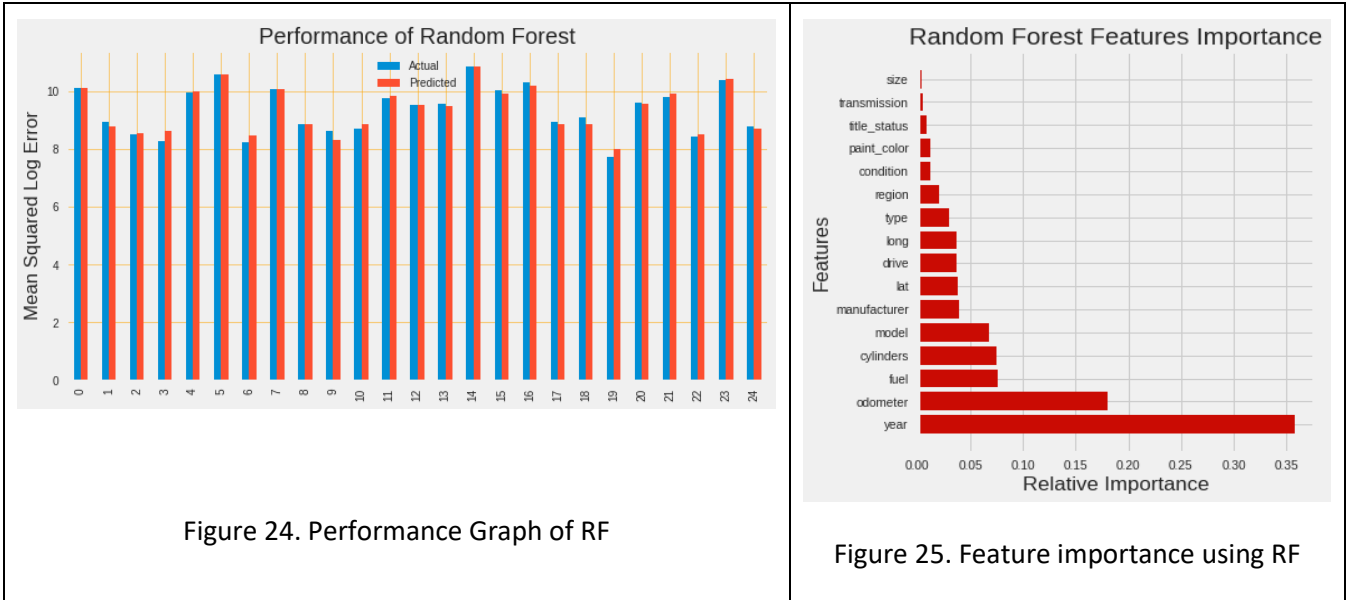 Performance of Random Forest
Actual
Predicted
Mean Squared Log Error
10
8
6
4
2
0
0 1 2 3 4 5 6 7 8 9 10 11 12 13 14 15 16 17 18 19 20 21 22 23 24
Figure 24. Performance Graph of RF
Random Forest Features Importance
Features
size
transmission
title_status
paint_color
condition
region
type
long
drive
lat
manufacturer
model
cylinders
fuel
odometer
year
0.00 0.05 0.10 0.15 0.20 0.25 0.30 0.35
Relative Importance
Figure 25. Feature importance using RF